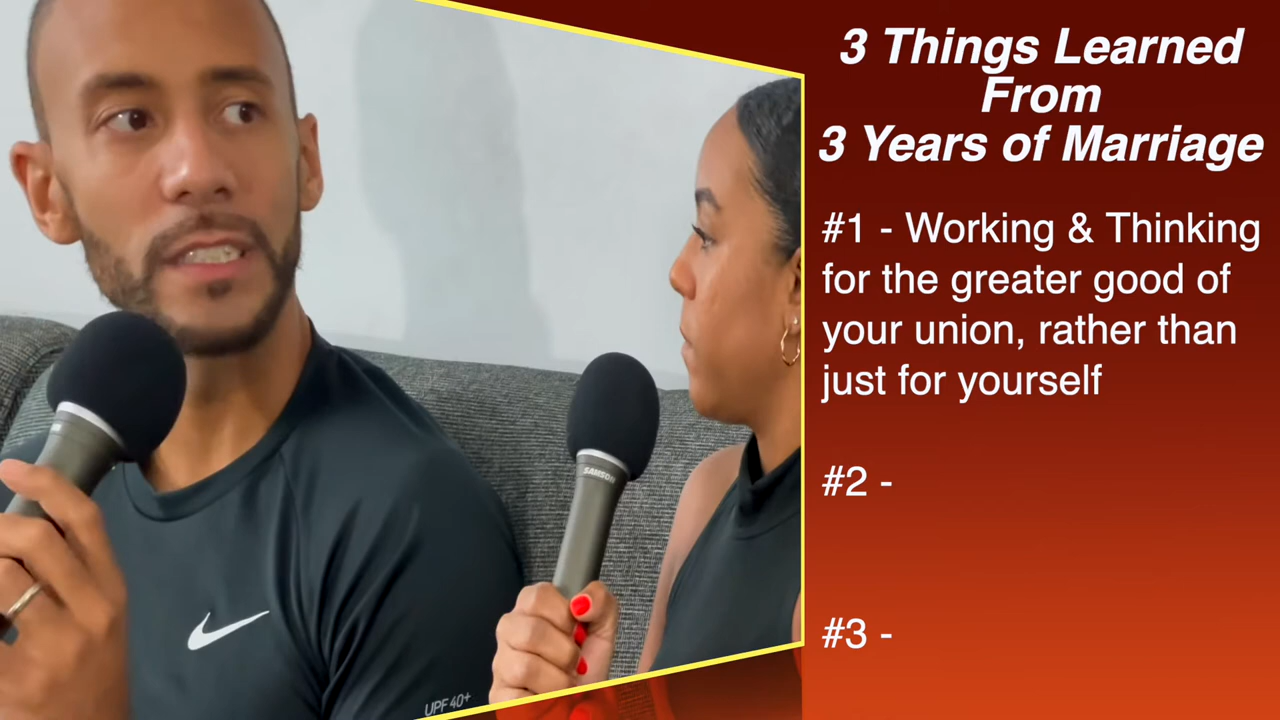 3 Things Learned
From
3 Years of Marriage
#1 - Working & Thinking
for the greater good of
your union, rather than
just for yourself
#2 -
#3 -
SAMSON
UPF 40+